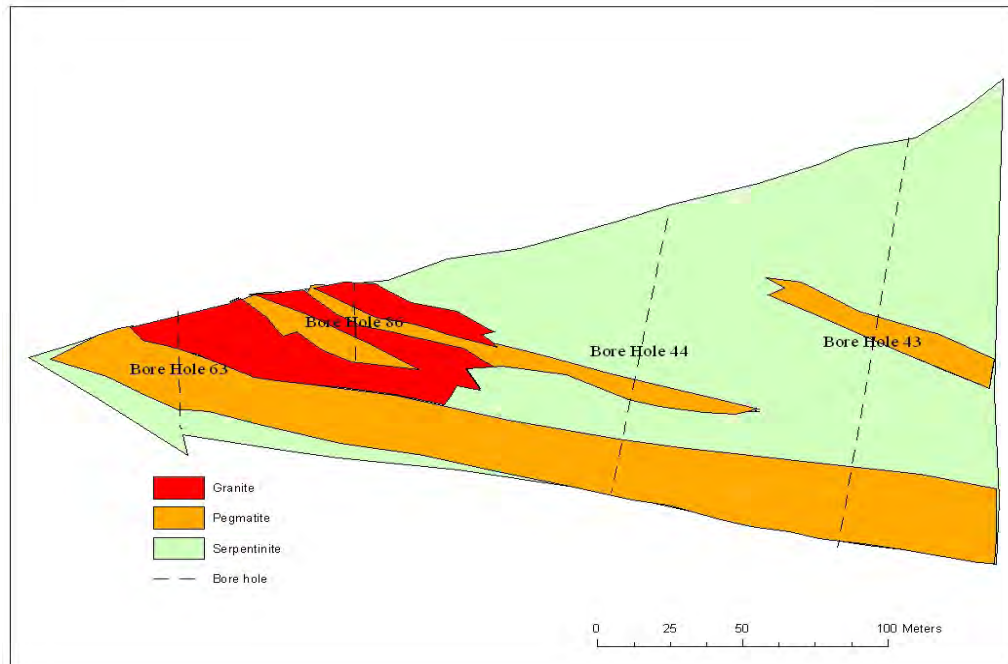 Bore Hole 86
Bore Hole 43
Bore Hole 44
Bore Hole 63
Granite
Pegmatite
Serpentinite
Bore hole
0 25 50 100 Meters